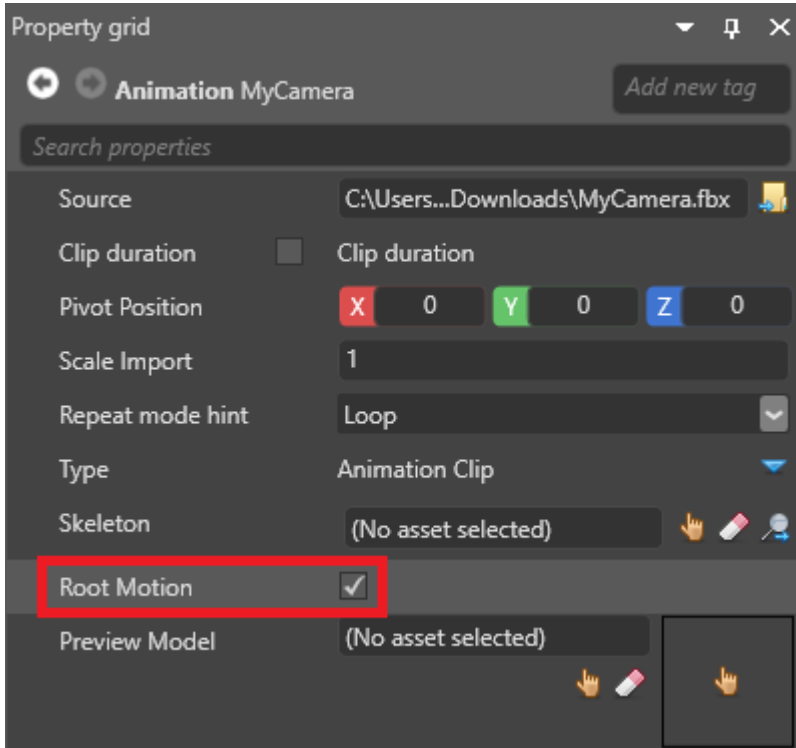 Property grid
Animation MyCamera
Add new tag
Search properties
Source C:\Users...Downloads\MyCamera.fbx
Clip duration Clip duration
Pivot Position X 0 Y 0 Z 0
Scale Import 1
Repeat mode hint Loop
Type Animation Clip
Skeleton (No asset selected)
Root Motion
Preview Model (No asset selected)